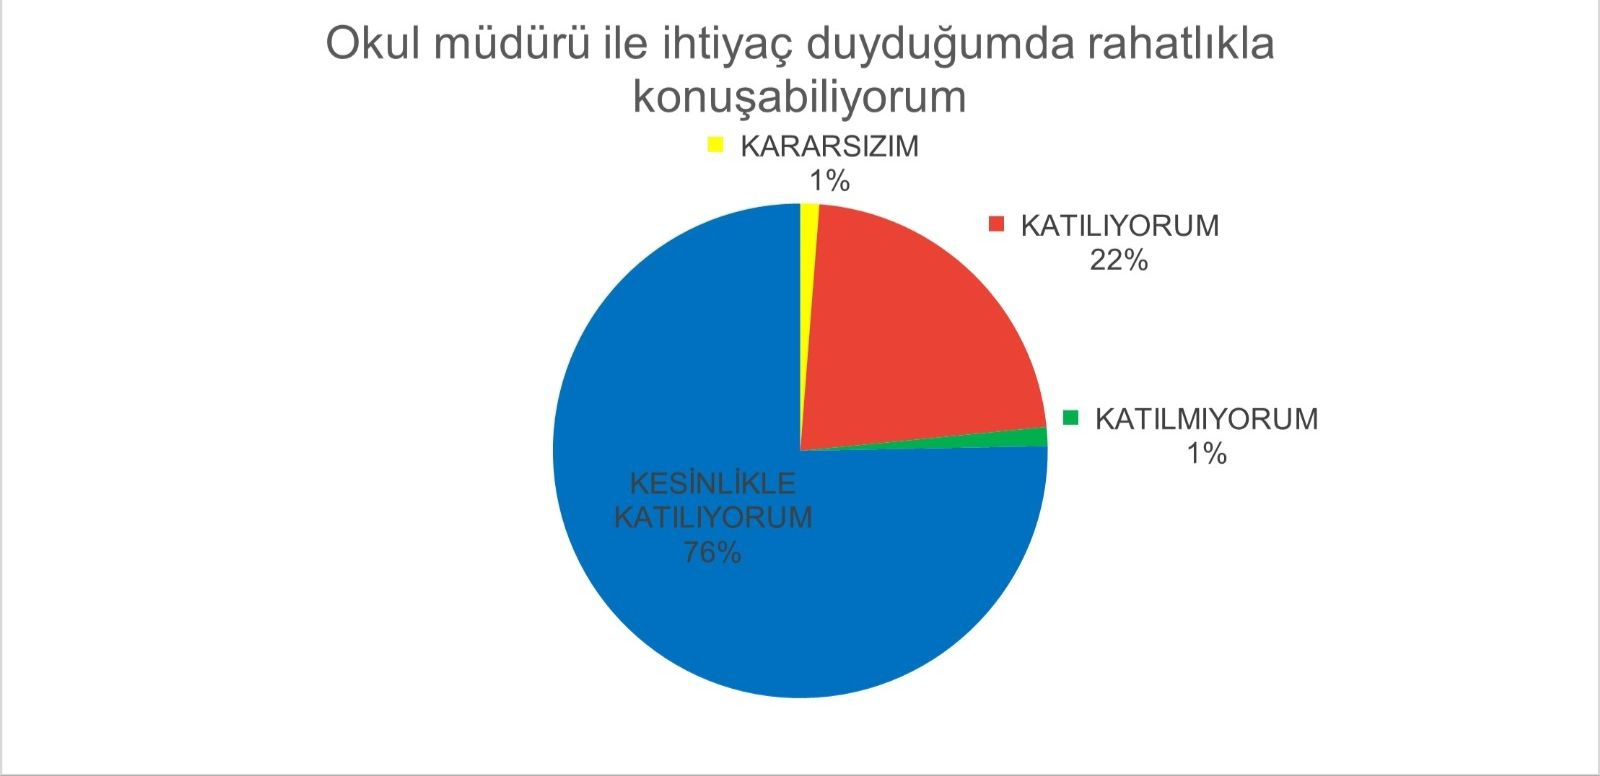 Okul müdürü ile ihtiyaç duyduğumda rahatlıkla
konuşabiliyorum
KARARSIZIM
1%
KATILIYORUM
22%
KATILMIYORUM
1%
KESİNLİKLE
KATILIYORUM
76%